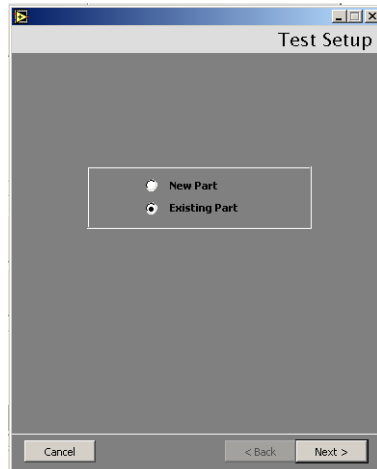 Test Setup
New Part
Existing Part
Cancel
< Back
Next >